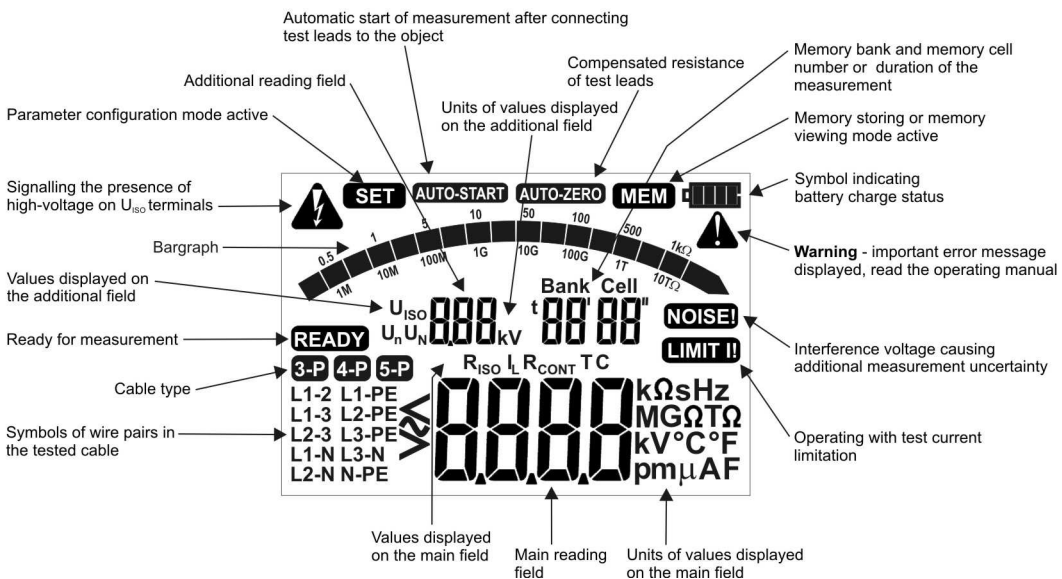 Automatic start of measurement after connecting
test leads to the object
Compensated resistance
of test leads
Memory bank and memory cell
number or duration of the
measurement
Additional reading field
Units of values displayed
on the additional field
Parameter configuration mode active
Memory storing or memory
viewing mode active
Signalling the presence of
high-voltage on UISO terminals
SET
AUTO-START
AUTO-ZERO
MEM
Symbol indicating
battery charge status
Bargraph
0.5 1 5 10 50 100 500 1kΩ
1M 10M 100M 1G 10G 100G 1T 10TΩ
Warning - important error message
displayed, read the operating manual
Values displayed on
the additional field
UISO
Un UN
8.8.8
kV
Bank Cell
t 88' 88"
NOISE!
LIMIT I!
Ready for measurement
READY
Interference voltage causing
additional measurement uncertainty
Cable type
3-P 4-P 5-P
RISO IL RCONT T C
Symbols of wire pairs in
the tested cable
L1-2 L1-PE
L1-3 L2-PE
L2-3 L3-PE
L1-N L3-N
L2-N N-PE
<
≈
>
8.8.8.8
kΩsHz
MGΩTΩ
kV°C°F
pmμAF
Operating with test current
limitation
Values displayed
on the main field
Main reading
field
Units of values displayed
on the main field